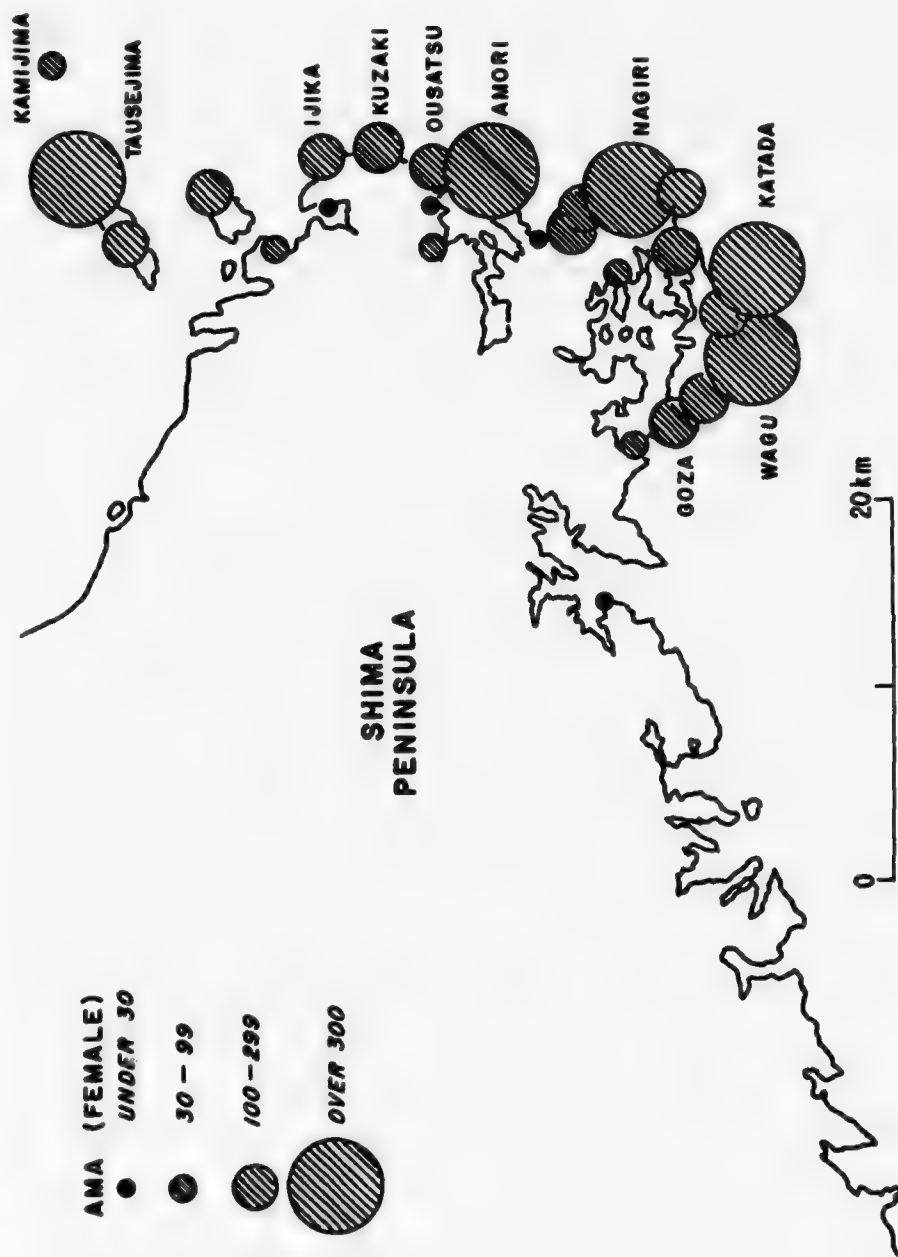 AMA (FEMALE)
UNDER 30
30 – 99
100-299
OVER 300
SHIMA
PENINSULA
KAMIJIMA
TAUSEJIMA
IJIKA
KUZAKI
OUSATSU
AMORI
NAGIRI
KATADA
WAGU
GOZA
0
20km